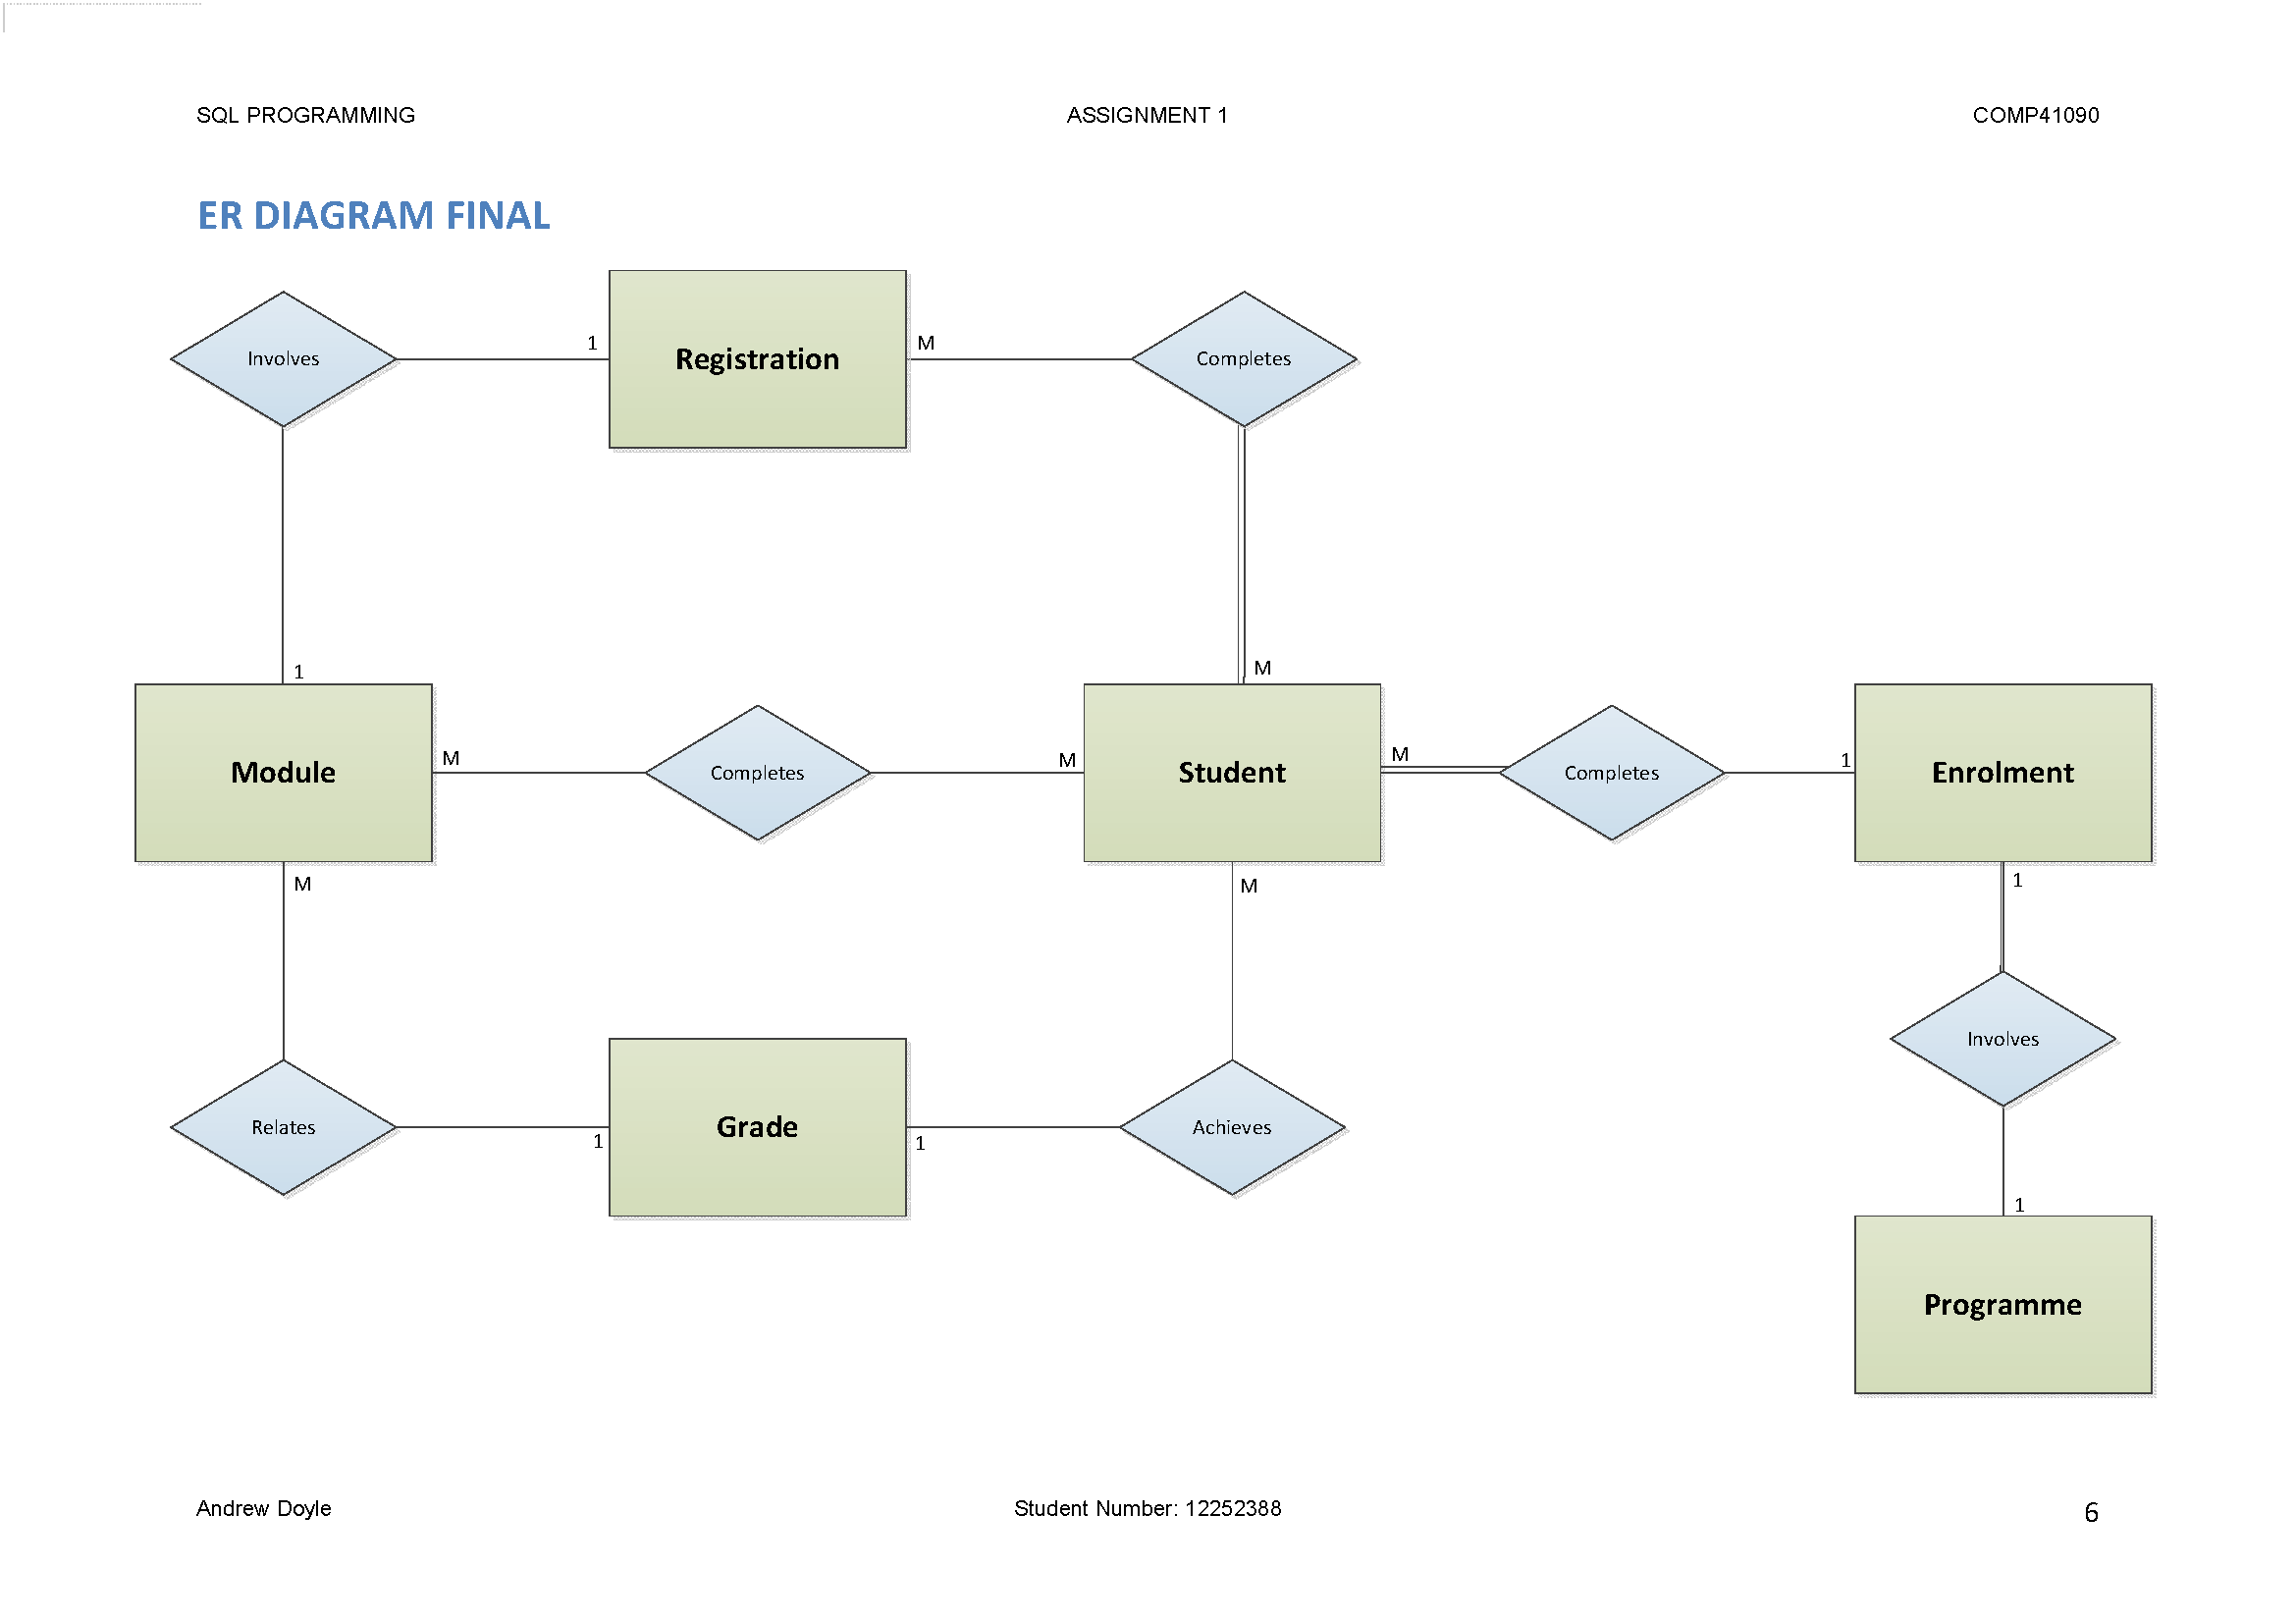 SQL PROGRAMMING
ASSIGNMENT 1
COMP41090
ER DIAGRAM FINAL
Involves
1
Registration
M
Completes
1
M
Module
M
Completes
M
Student
M
Completes
1
Enrolment
M
M
1
Involves
Relates
1
Grade
1
Achieves
1
Programme
Andrew Doyle
Student Number: 12252388
6